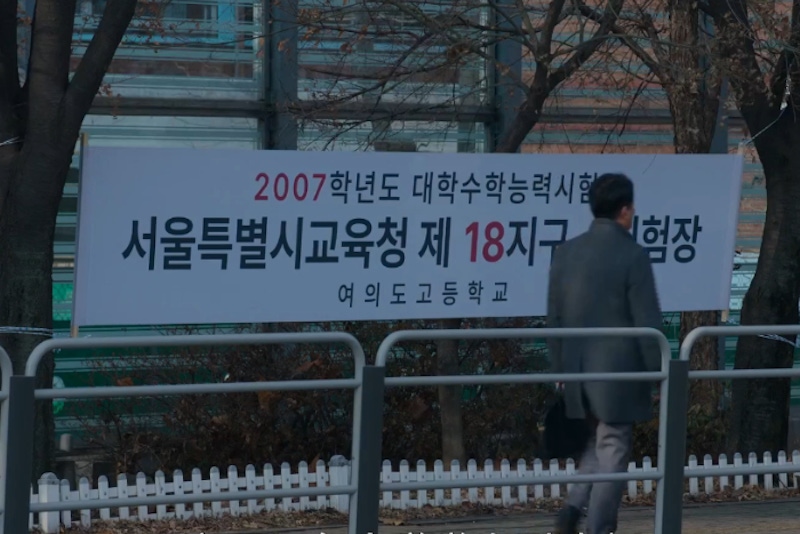 2007학년도 대학수학능력시험
서울특별시교육청 제 18지구 시험장
여의도고등학교